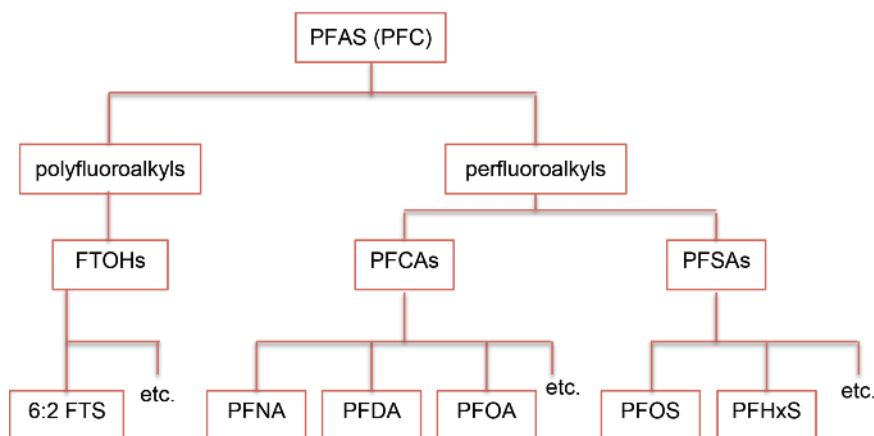 PFAS (PFC)
polyfluoroalkyls
perfluoroalkyls
FTOHs
PFCAs
PFSAs
6:2 FTS
etc.
PFNA
PFDA
PFOA
etc.
PFOS
PFHxS
etc.